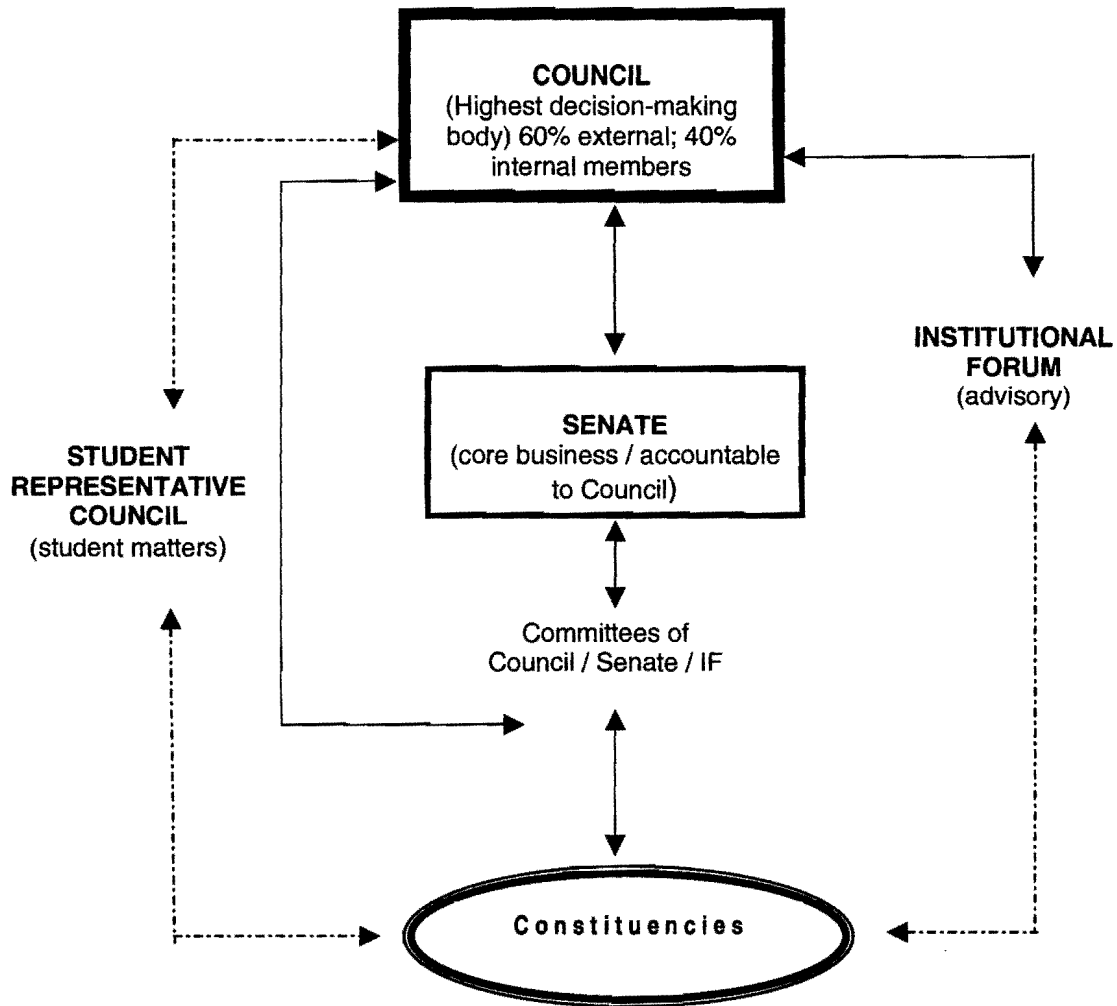 COUNCIL
(Highest decision-making
body) 60% external; 40%
internal members
INSTITUTIONAL
FORUM
(advisory)
SENATE
(core business / accountable
to Council)
STUDENT
REPRESENTATIVE
COUNCIL
(student matters)
Committees of
Council / Senate / IF
Constituencies